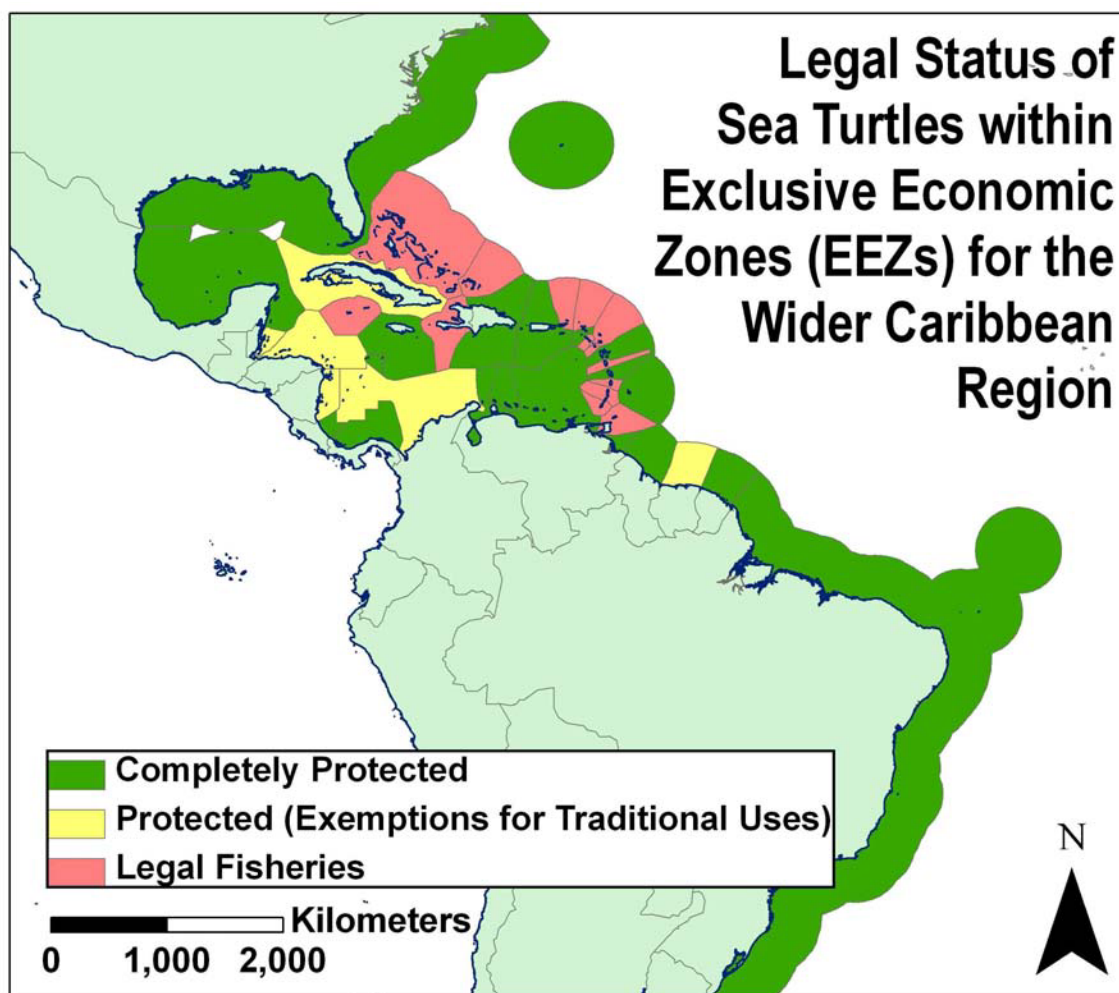 Legal Status of
Sea Turtles within
Exclusive Economic
Zones (EEZs) for the
Wider Caribbean
Region
Completely Protected
Protected (Exemptions for Traditional Uses)
Legal Fisheries
Kilometers
0 1,000 2,000
N